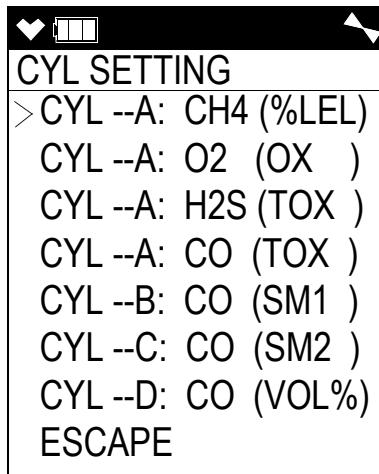 CYL SETTING
>CYL --A: CH4 (%LEL)
CYL --A: O2 (OX )
CYL --A: H2S (TOX )
CYL --A: CO (TOX )
CYL --B: CO (SM1 )
CYL --C: CO (SM2 )
CYL --D: CO (VOL%)
ESCAPE